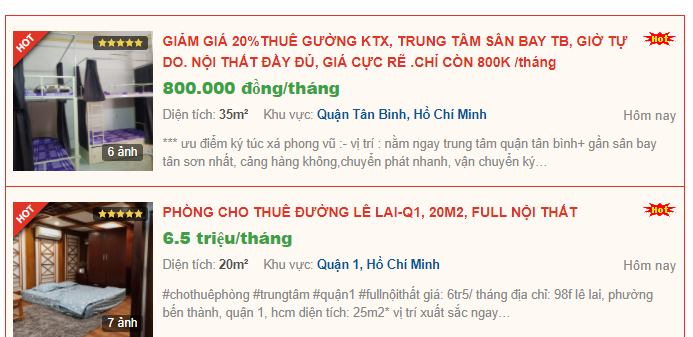 HOT
GIẢM GIÁ 20%THUÊ GƯỜNG KTX, TRUNG TÂM SÂN BAY TB, GIỜ TỰ
Hot
DO. NỘI THẤT ĐẦY ĐỦ, GIÁ CỰC RẼ .CHỈ CÒN 800K /tháng
800.000 đồng/tháng
Diện tích: 35m² Khu vực: Quận Tân Bình, Hồ Chí Minh Hôm nay
6 ảnh
*** ưu điểm ký túc xá phong vũ :- vị trí : nằm ngay trung tâm quận tân bình+ gần sân bay
tân sơn nhất, cảng hàng không,chuyển phát nhanh, vận chuyển ký…
HOT
PHÒNG CHO THUÊ ĐƯỜNG LÊ LAI-Q1, 20M2, FULL NỘI THẤT
Hot
6.5 triệu/tháng
Diện tích: 20m² Khu vực: Quận 1, Hồ Chí Minh Hôm nay
7 ảnh
#chothuêphòng #trungtâm #quận1 #fullnộithất giá: 6tr5/ tháng địa chỉ: 98f lê lai, phường
bến thành, quận 1, hcm diện tích: 25m2* vị trí xuất sắc ngay…